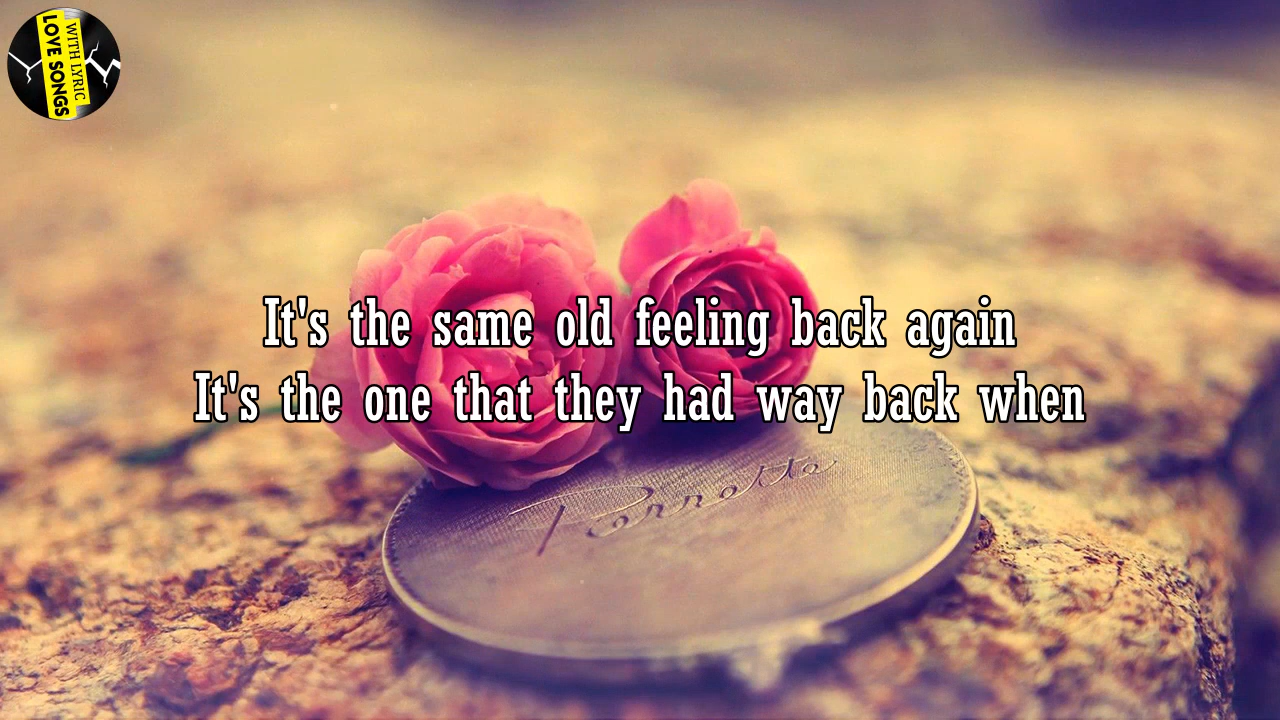 WITH LYRIC
LOVE SONGS
It's the same old feeling back again
It's the one that they had way back when